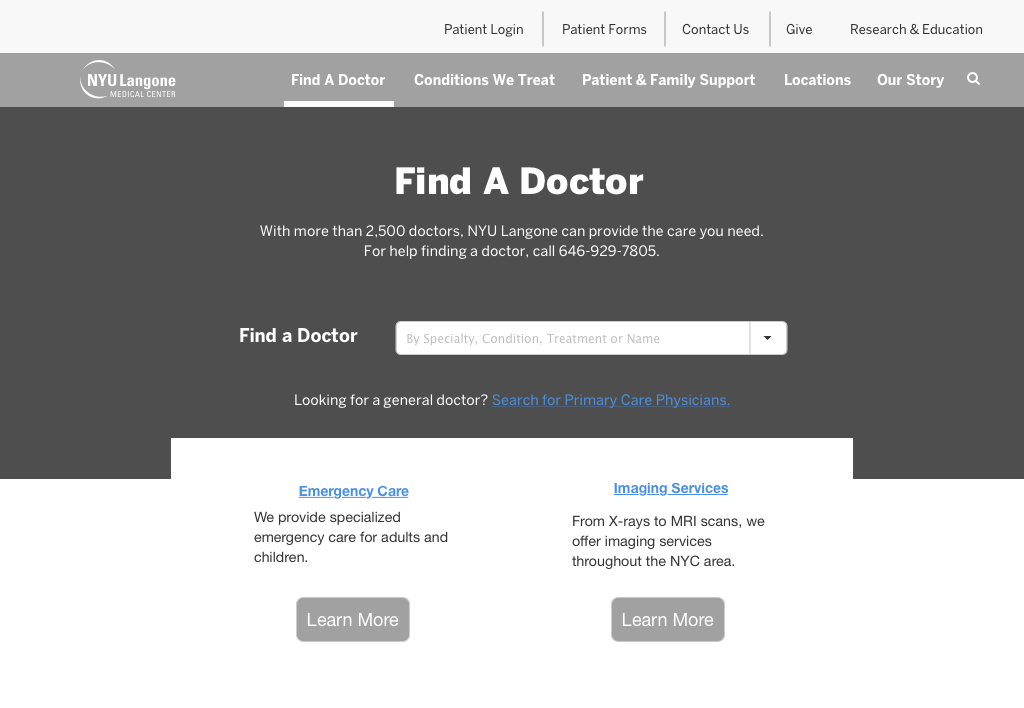 Patient Login
Patient Forms
Contact Us
Give
Research & Education
NYU Langone
MEDICAL CENTER
Find A Doctor
Conditions We Treat
Patient & Family Support
Locations
Our Story
Find A Doctor
With more than 2,500 doctors, NYU Langone can provide the care you need.
For help finding a doctor, call 646-929-7805.
Find a Doctor
By Specialty, Condition, Treatment or Name
Looking for a general doctor? Search for Primary Care Physicians.
Emergency Care
We provide specialized
emergency care for adults and
children.
Learn More
Imaging Services
From X-rays to MRI scans, we
offer imaging services
throughout the NYC area.
Learn More